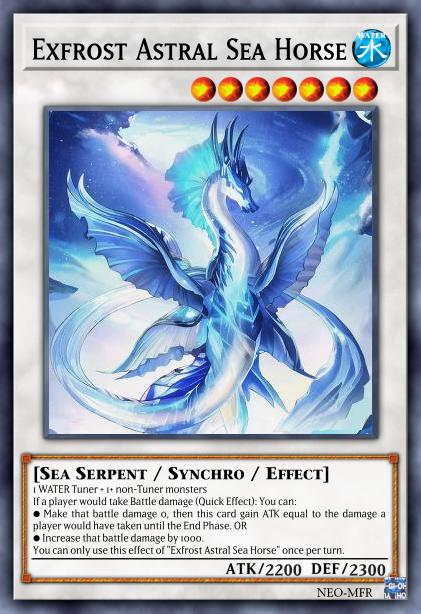 EXFROST ASTRAL SEA HORSE
WATER
水
[SEA SERPENT / SYNCHRO / EFFECT]
1 WATER Tuner + 1+ non-Tuner monsters
If a player would take Battle damage (Quick Effect): You can:
● Make that battle damage 0, then this card gain ATK equal to the damage a
player would have taken until the End Phase. OR
● Increase that battle damage by 1000.
You can only use this effect of "Exfrost Astral Sea Horse" once per turn.
ATK/2200 DEF/2300
NEO-MFR